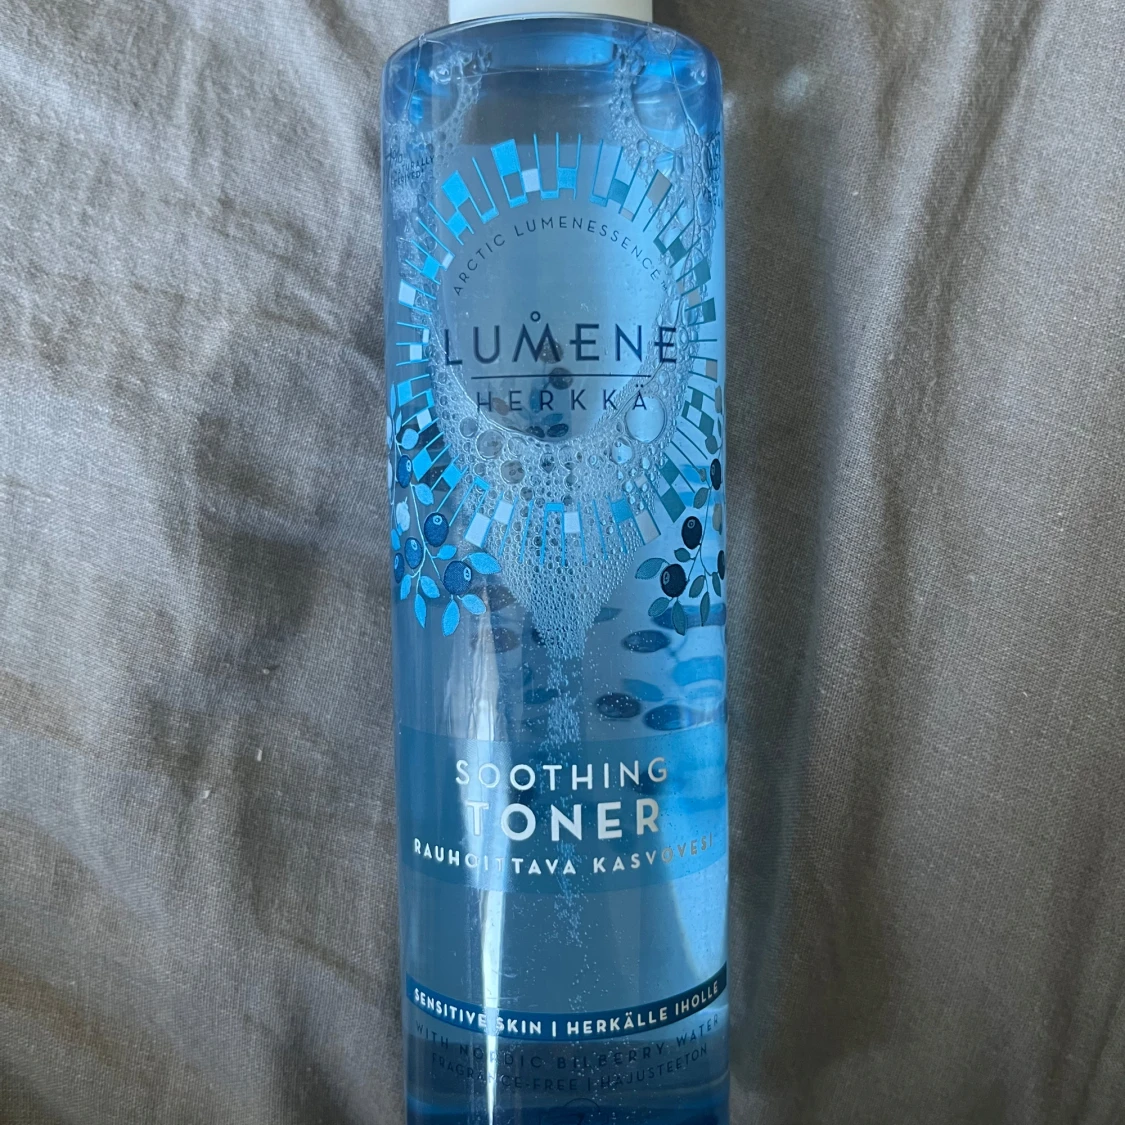 NATURALLY
ARCTIC LUMENESSENCE
LUMENE
HERKKÄ
SOOTHING
TONER
RAUHOITTAVA KASVOVESI
SENSITIVE SKIN | HERKÄLLE IHOLLE
WITH NORDIC BILBERRY WATER
FRAGRANCE-FREE | HAJUSTEETON